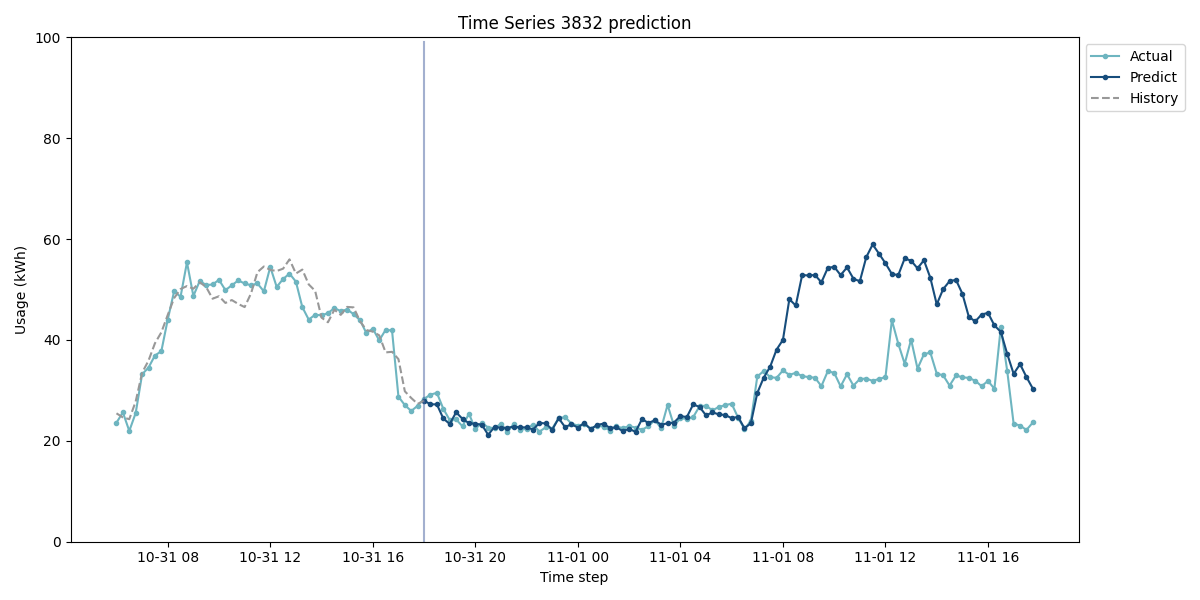 Time Series 3832 prediction
100
80
60
40
20
0
Usage (kWh)
10-31 08
10-31 12
10-31 16
10-31 20
11-01 00
11-01 04
11-01 08
11-01 12
11-01 16
Time step
Actual
Predict
History